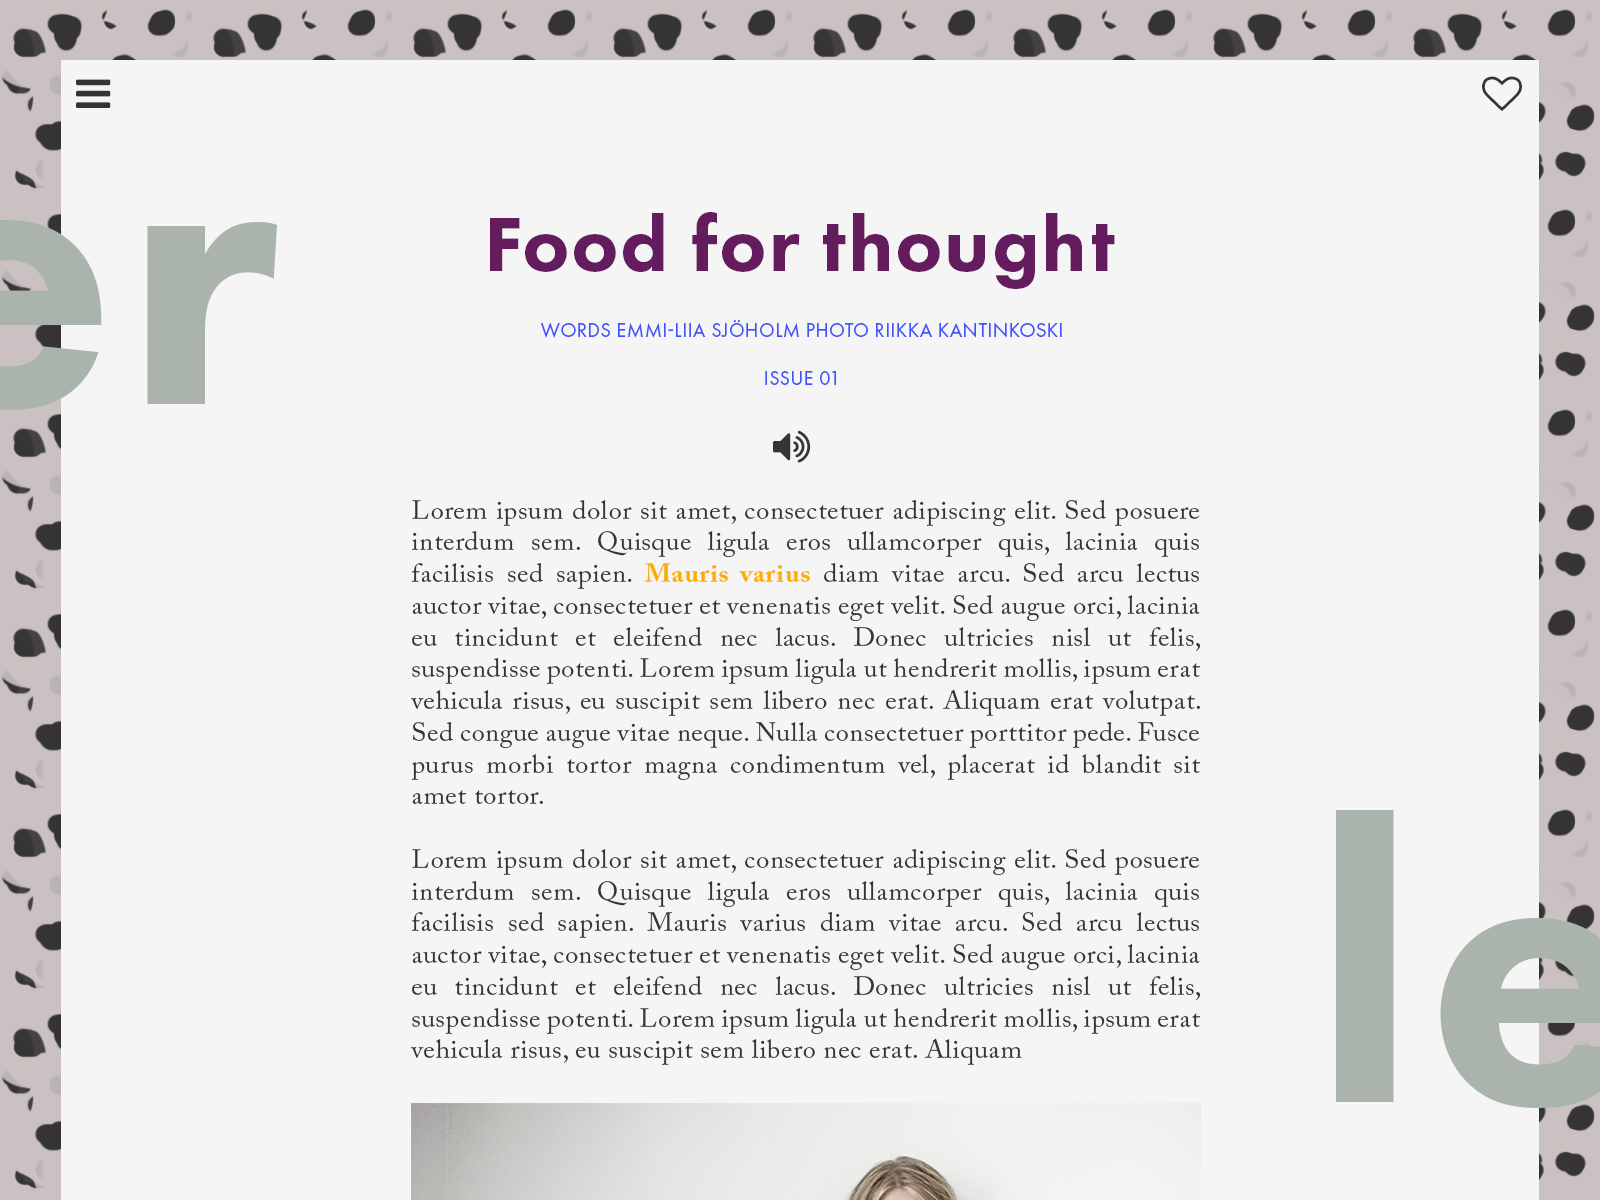 er
Food for thought
WORDS EMMI-LIIA SJÖHOLM PHOTO RIIKKA KANTINKOSKI
ISSUE 01
Lorem ipsum dolor sit amet, consectetuer adipiscing elit. Sed posuere
interdum sem. Quisque ligula eros ullamcorper quis, lacinia quis
facilisis sed sapien. Mauris varius diam vitae arcu. Sed arcu lectus
auctor vitae, consectetuer et venenatis eget velit. Sed augue orci, lacinia
eu tincidunt et eleifend nec lacus. Donec ultricies nisl ut felis,
suspendisse potenti. Lorem ipsum ligula ut hendrerit mollis, ipsum erat
vehicula risus, eu suscipit sem libero nec erat. Aliquam erat volutpat.
Sed congue augue vitae neque. Nulla consectetuer porttitor pede. Fusce
purus morbi tortor magna condimentum vel, placerat id blandit sit
amet tortor.
Lorem ipsum dolor sit amet, consectetuer adipiscing elit. Sed posuere
interdum sem. Quisque ligula eros ullamcorper quis, lacinia quis
facilisis sed sapien. Mauris varius diam vitae arcu. Sed arcu lectus
auctor vitae, consectetuer et venenatis eget velit. Sed augue orci, lacinia
eu tincidunt et eleifend nec lacus. Donec ultricies nisl ut felis,
suspendisse potenti. Lorem ipsum ligula ut hendrerit mollis, ipsum erat
vehicula risus, eu suscipit sem libero nec erat. Aliquam
le